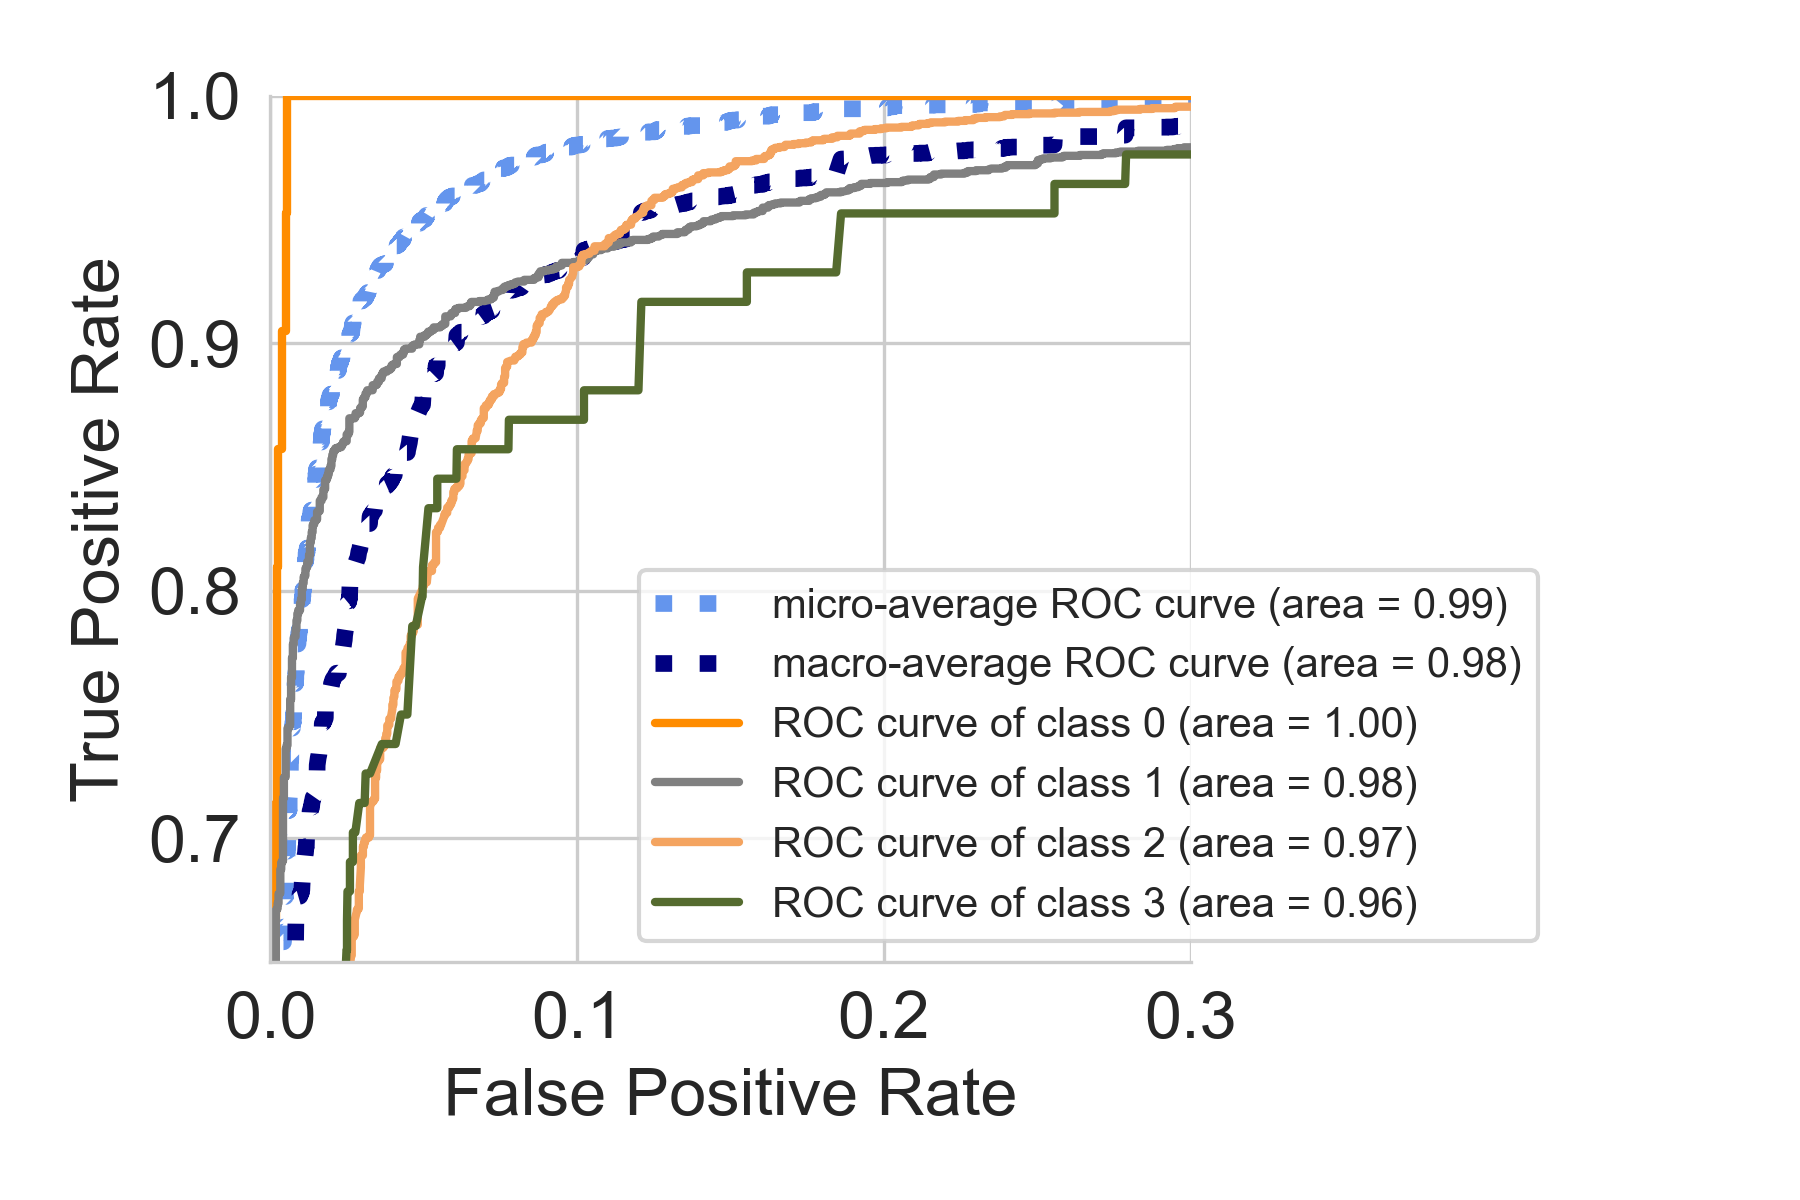 1.0
0.9
0.8
0.7
True Positive Rate
0.0
0.1
0.2
0.3
False Positive Rate
micro-average ROC curve (area = 0.99)
macro-average ROC curve (area = 0.98)
ROC curve of class 0 (area = 1.00)
ROC curve of class 1 (area = 0.98)
ROC curve of class 2 (area = 0.97)
ROC curve of class 3 (area = 0.96)